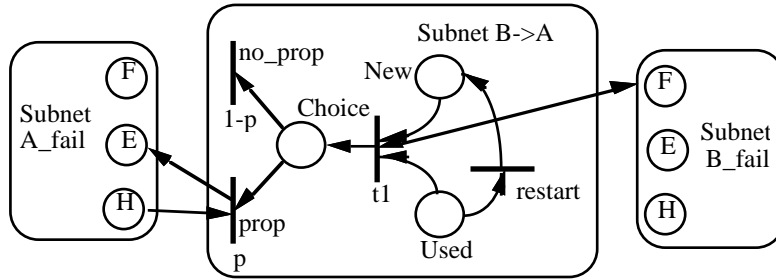 Subnet B->A
no_prop
New
F
F
Subnet
A_fail
Choice
1-p
E
E
Subnet
B_fail
t1
restart
H
prop
Used
H
p